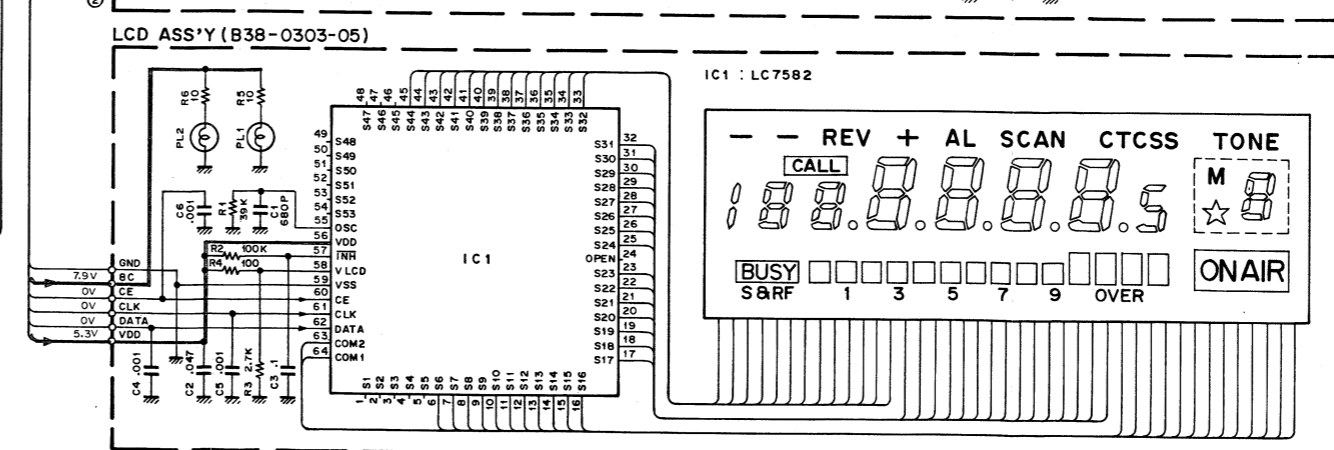 ②
LCD ASS'Y (B38-0303-05)
IC1 : LC7582
R6 10
R5 10
PL2
PL1
C6 .001
R1 39K
C1 680P
R2 100K
R4 100
GND
7.9V 8C
0V CE
0V CLK
0V DATA
5.3V VDD
C4 .001
C2 .047
C5 .001
R3 2.7K
C3 .1
48 47 46 45 44 43 42 41 40 39 38 37 36 35 34 33
S47 S46 S45 S44 S43 S42 S41 S40 S39 S38 S37 S36 S35 S34 S33 S32
49 S48
50 S49
51 S50
52 S51
53 S52
54 S53
55 OSC
56 VDD
57 INH
58 VLCD
59 VSS
60 CE
61 CLK
62 DATA
63 COM2
64 COM1
IC1
S31 32
S30 31
S29 30
S28 29
S27 28
S26 27
S25 26
S24 25
OPEN 24
S23 23
S22 22
S21 21
S20 20
S19 19
S18 18
S17 17
S1 S2 S3 S4 S5 S6 S7 S8 S9 S10 S11 S12 S13 S14 S15 S16
1 2 3 4 5 6 7 8 9 10 11 12 13 14 15 16
— — REV + AL SCAN CTCSS TONE
CALL
M
188.8.8.8.8.5
☆ 8
BUSY
ON AIR
S&RF 1 3 5 7 9 OVER